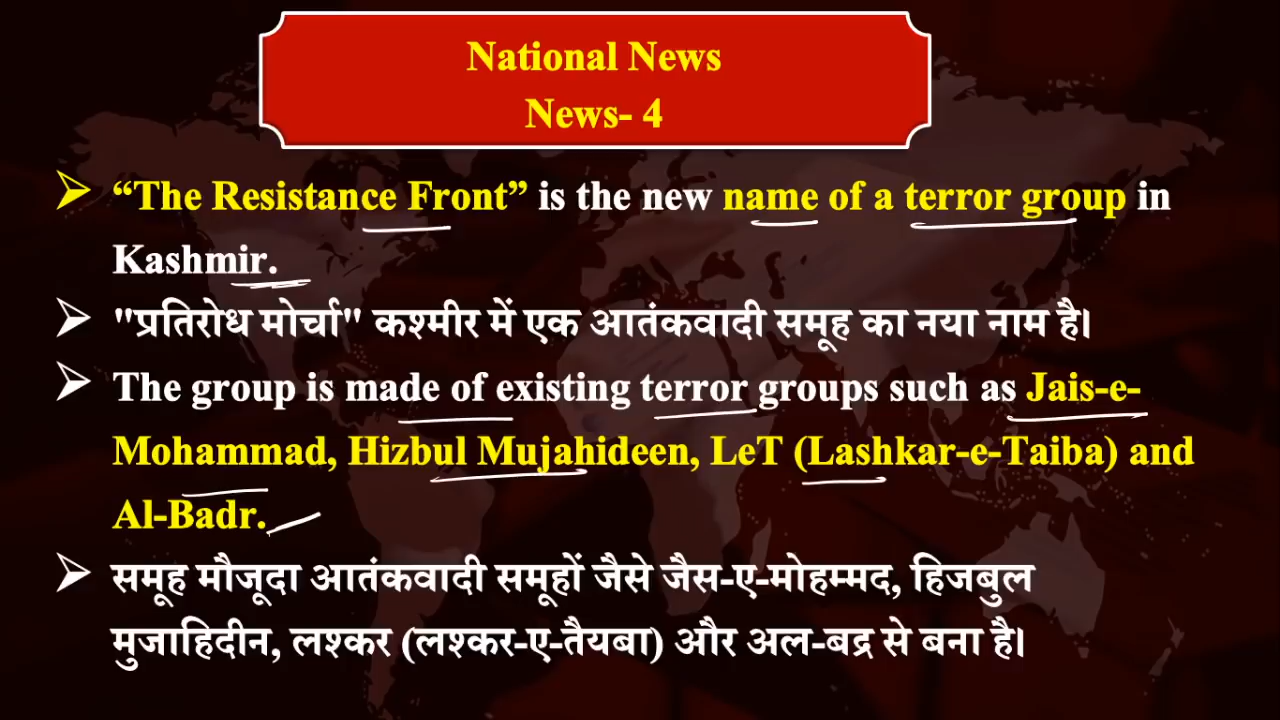 National News
News- 4
“The Resistance Front” is the new name of a terror group in
Kashmir.
"प्रतिरोध मोर्चा" कश्मीर में एक आतंकवादी समूह का नया नाम है।
The group is made of existing terror groups such as Jais-e-
Mohammad, Hizbul Mujahideen, LeT (Lashkar-e-Taiba) and
Al-Badr.
समूह मौजूदा आतंकवादी समूहों जैसे जैस-ए-मोहम्मद, हिजबुल
मुजाहिदीन, लश्कर (लश्कर-ए-तैयबा) और अल-बद्र से बना है।